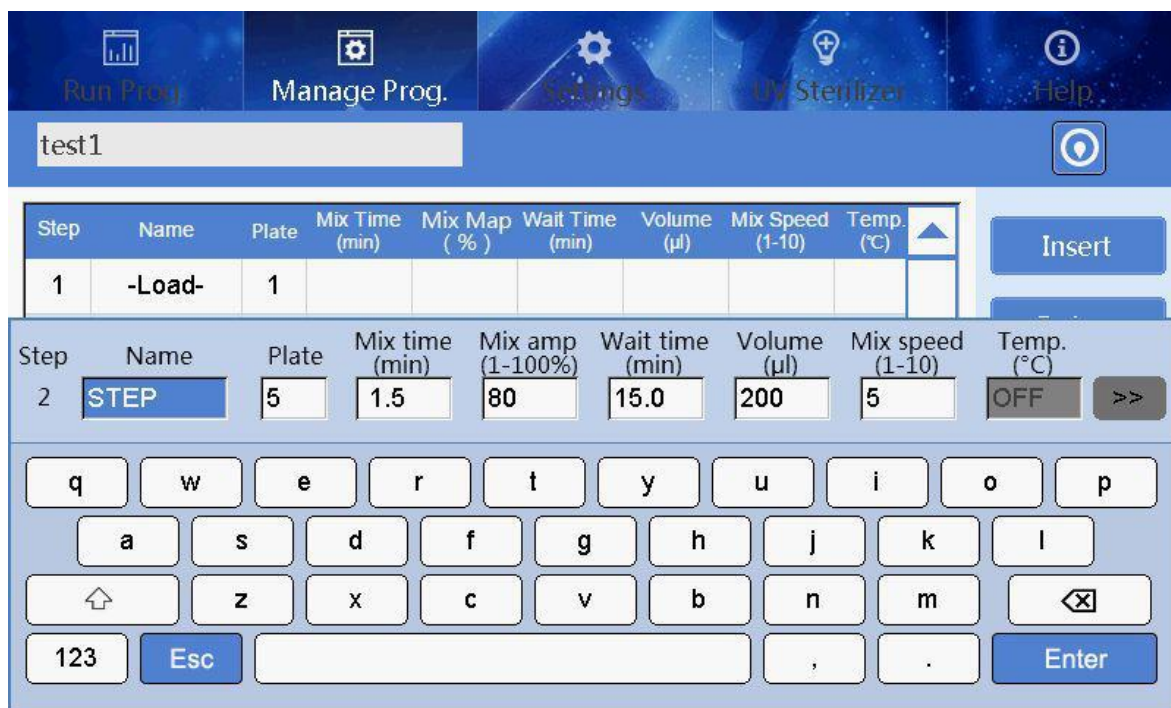 Run Prog. Manage Prog. Settings UV Sterilizer Help
test1
Step Name Plate Mix Time (min) Mix Map ( % ) Wait Time (min) Volume (µl) Mix Speed (1-10) Temp. (℃)
Insert
1 -Load- 1
Step Name Plate Mix time (min) Mix amp (1-100%) Wait time (min) Volume (µl) Mix speed (1-10) Temp. (°C)
2 STEP 5 1.5 80 15.0 200 5 OFF >>
q w e r t y u i o p
a s d f g h j k l
z x c v b n m
123 Esc , . Enter